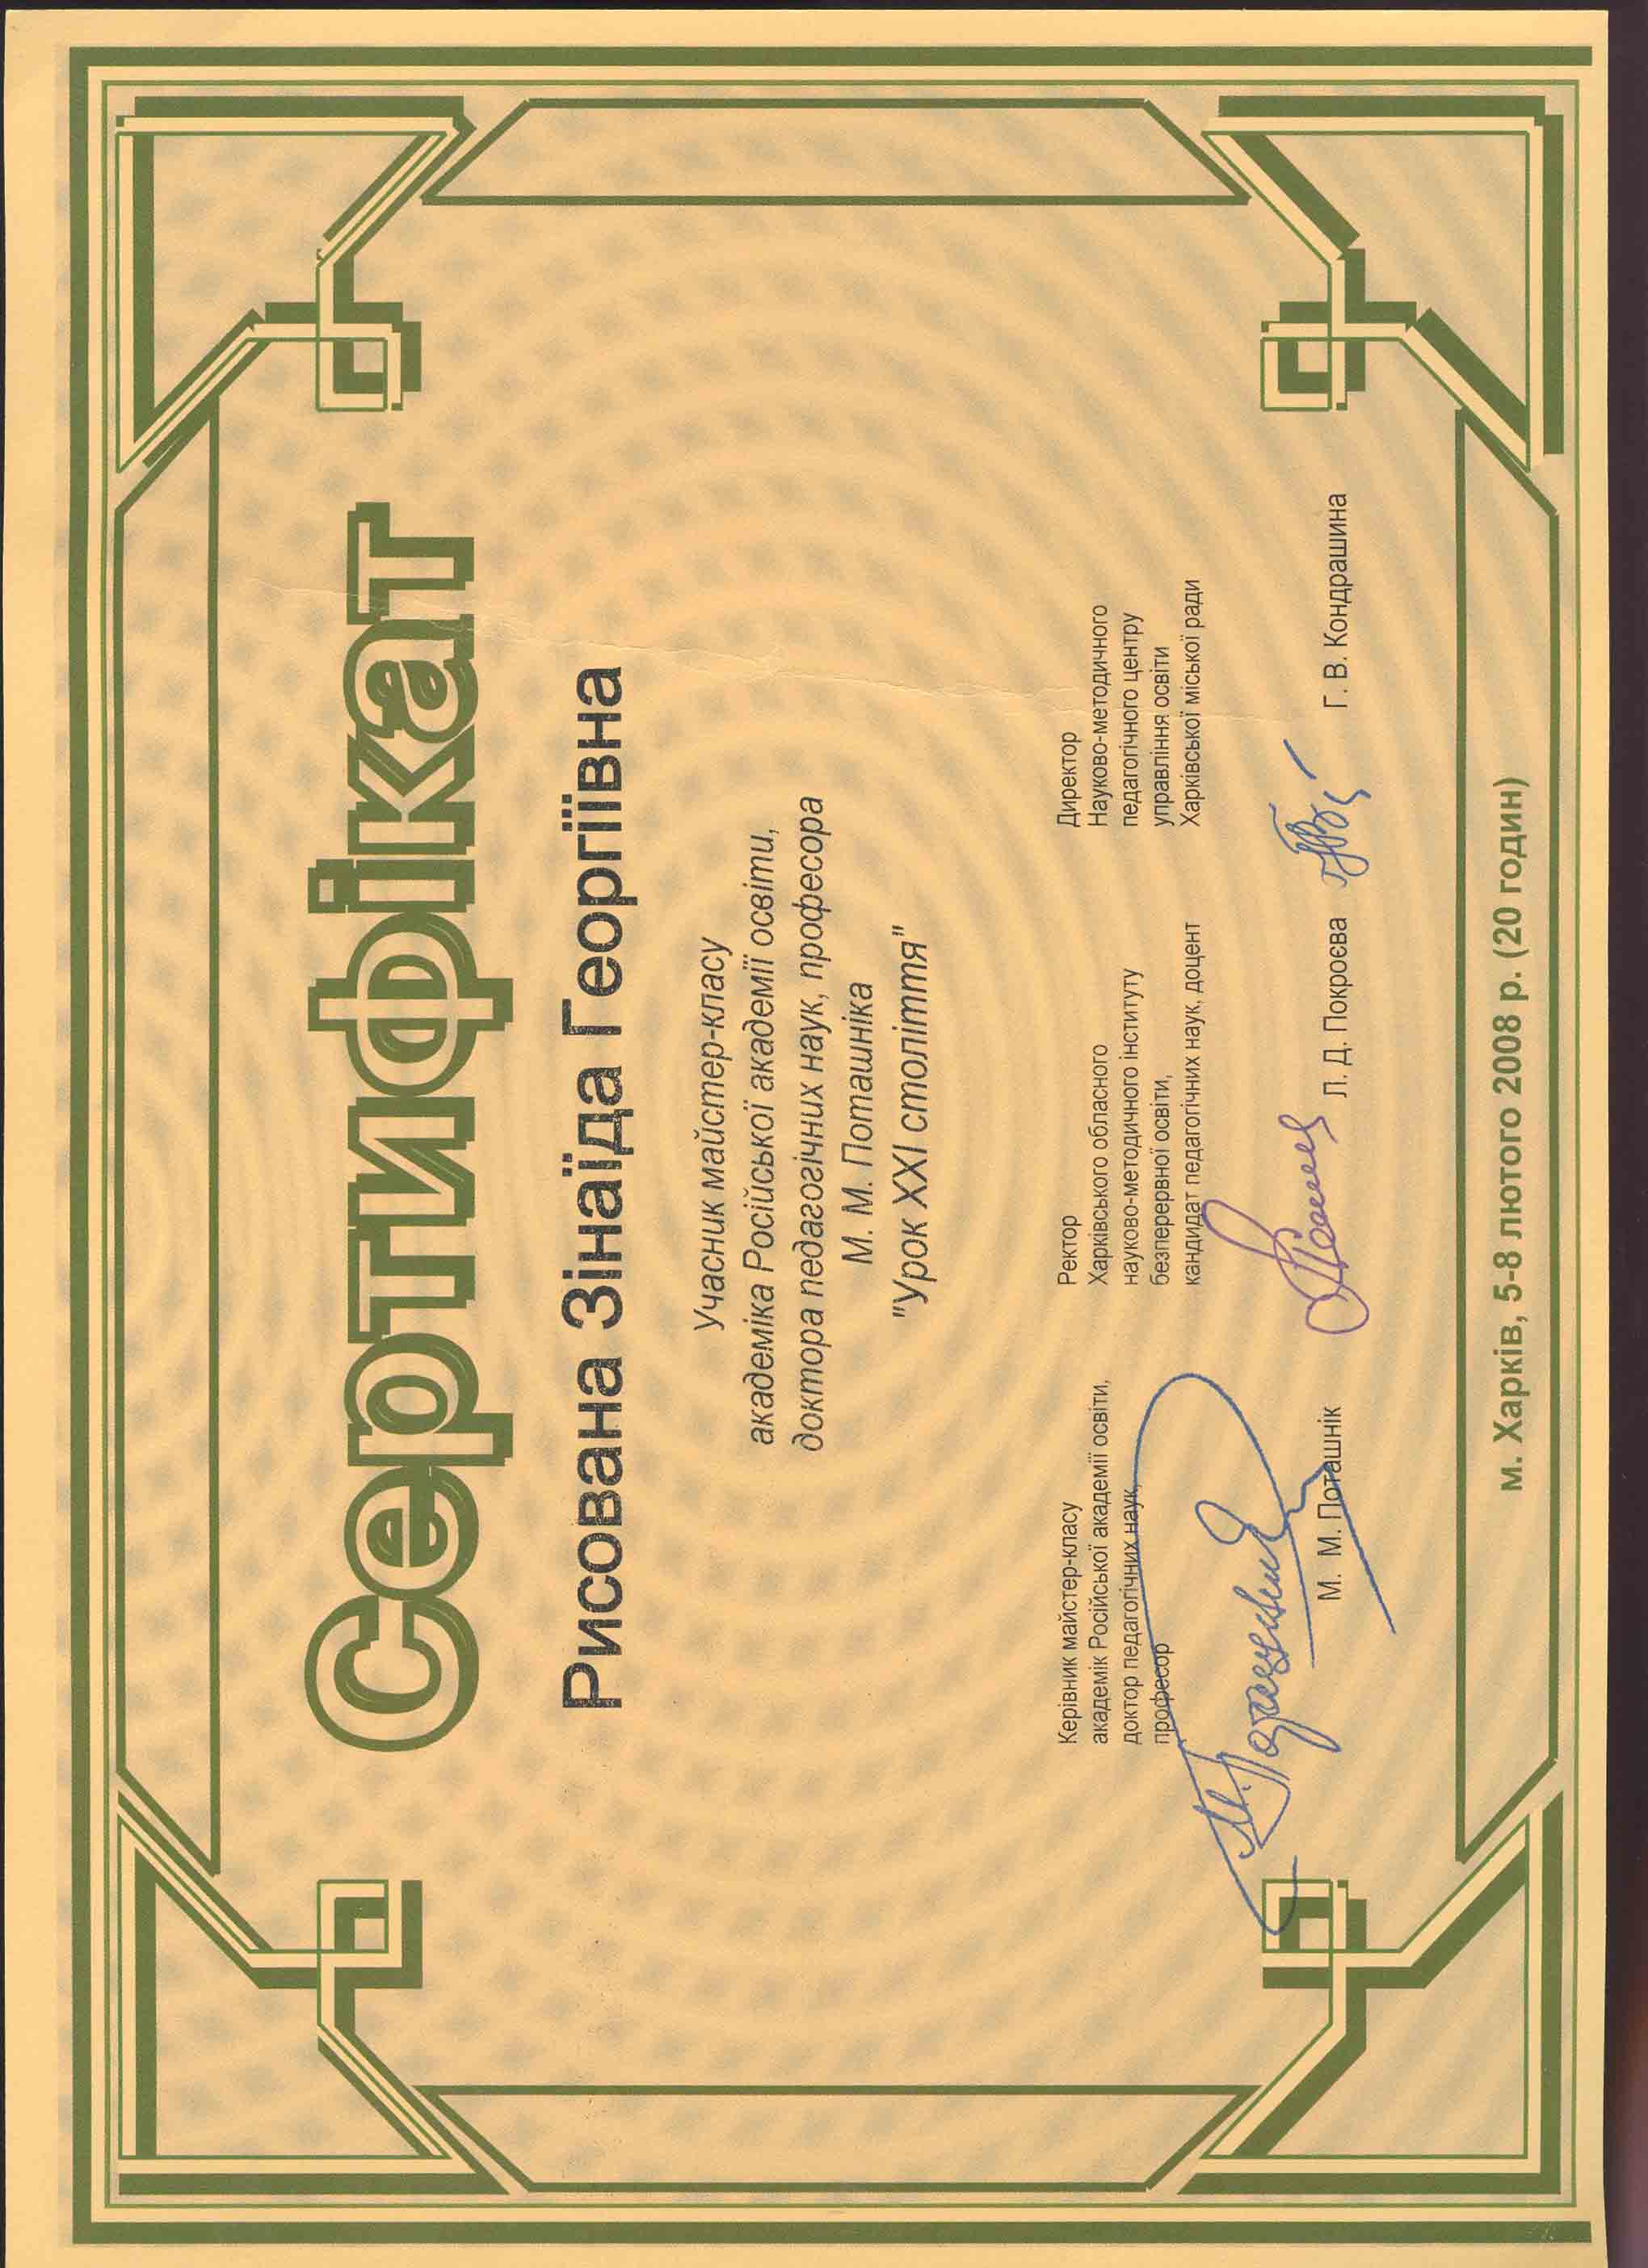 Сертифікат
Рисована Зінаїда Георгіївна
Учасник майстер-класу
академіка Російської академії освіти,
доктора педагогічних наук, професора
М. М. Поташніка
"Урок XXI століття"
Керівник майстер-класу
академік Російської академії освіти,
доктор педагогічних наук,
професор
М. М. Поташнік
Ректор
Харківського обласного
науково-методичного інституту
безперервної освіти,
кандидат педагогічних наук, доцент
Л. Д. Покроєва
Директор
Науково-методичного
педагогічного центру
управління освіти
Харківської міської ради
Г. В. Кондрашина
м. Харків, 5-8 лютого 2008 р. (20 годин)